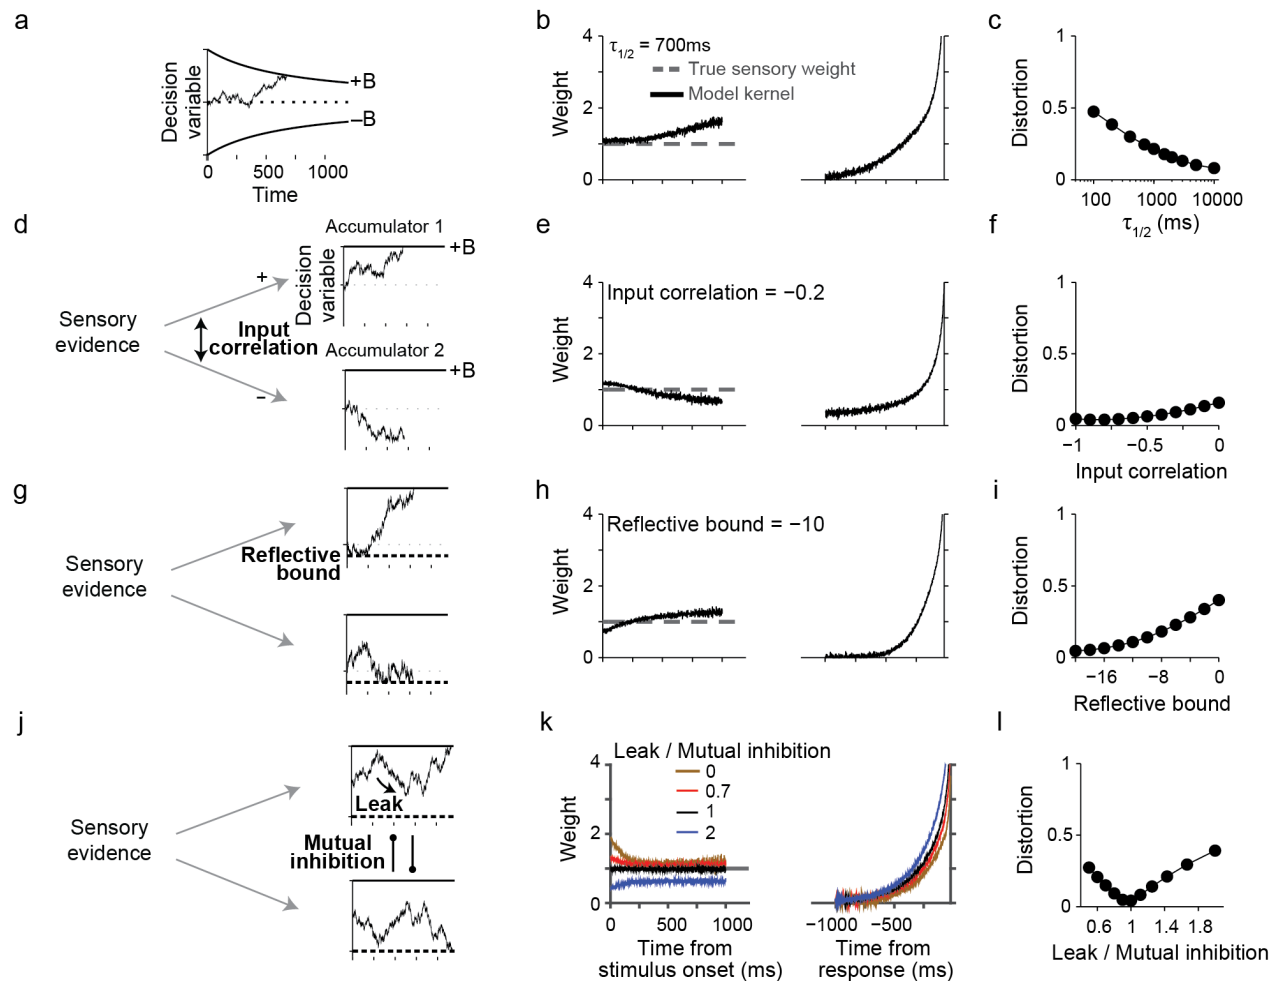 a
Decision
variable
+B
−B
0
500
1000
Time
b
4
2
0
Weight
τ1/2 = 700ms
True sensory weight
Model kernel
c
1
0.5
0
Distortion
100
1000
10000
τ1/2 (ms)
d
Sensory
evidence
+
−
Input
correlation
Accumulator 1
+B
Decision
variable
Accumulator 2
+B
e
4
2
0
Weight
Input correlation = −0.2
f
1
0.5
0
Distortion
−1
−0.5
0
Input correlation
g
Sensory
evidence
Reflective
bound
h
4
2
0
Weight
Reflective bound = −10
i
1
0.5
0
Distortion
−16
−8
0
Reflective bound
j
Sensory
evidence
Leak
Mutual
inhibition
k
Leak / Mutual inhibition
0
0.7
1
2
4
2
0
Weight
0
500
1000
Time from
stimulus onset (ms)
−1000
−500
Time from
response (ms)
l
1
0.5
0
Distortion
0.6
1
1.4
1.8
Leak / Mutual inhibition